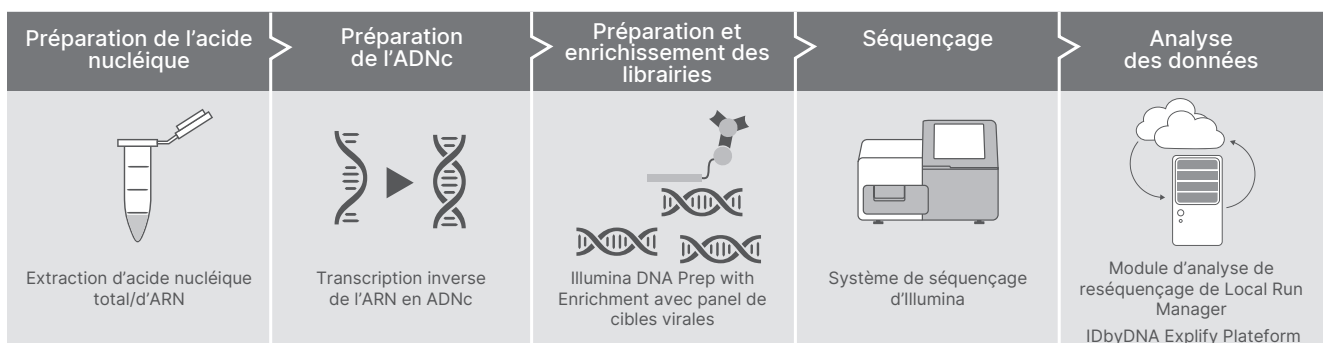 Préparation de l'acide
nucléique
Préparation
de l'ADNc
Préparation et
enrichissement des
librairies
Séquençage
Analyse
des données
Extraction d'acide nucléique
total/d'ARN
Transcription inverse
de l'ARN en ADNc
Illumina DNA Prep with
Enrichment avec panel de
cibles virales
Système de séquençage
d'Illumina
Module d'analyse de
reséquençage de Local Run
Manager
IDbyDNA Explify Plateform